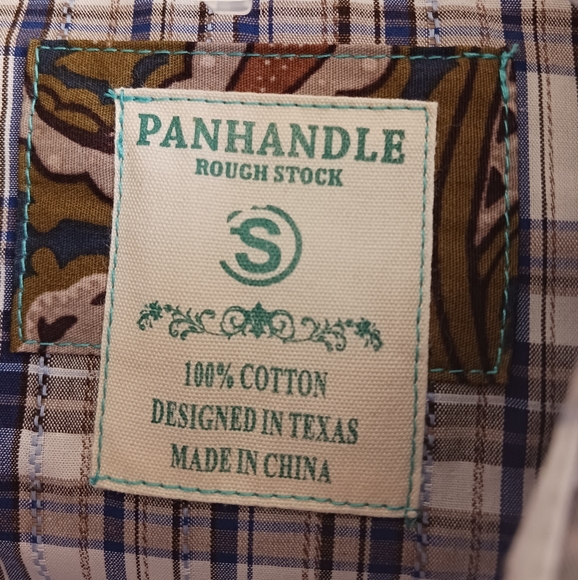 PANHANDLE
ROUGH STOCK
S
100% COTTON
DESIGNED IN TEXAS
MADE IN CHINA